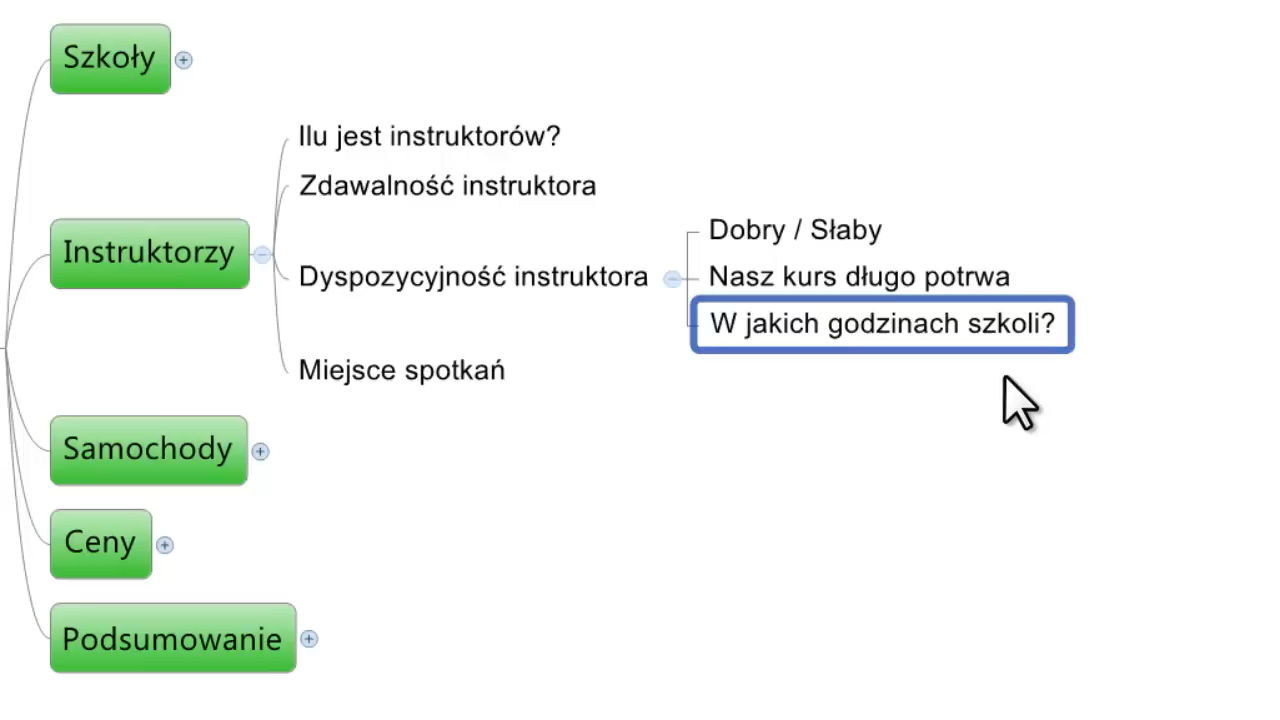 Szkoły
Ilu jest instruktorów?
Zdawalność instruktora
Instruktorzy
Dobry / Słaby
Dyspozycyjność instruktora
Nasz kurs długo potrwa
W jakich godzinach szkoli?
Miejsce spotkań
Samochody
Ceny
Podsumowanie